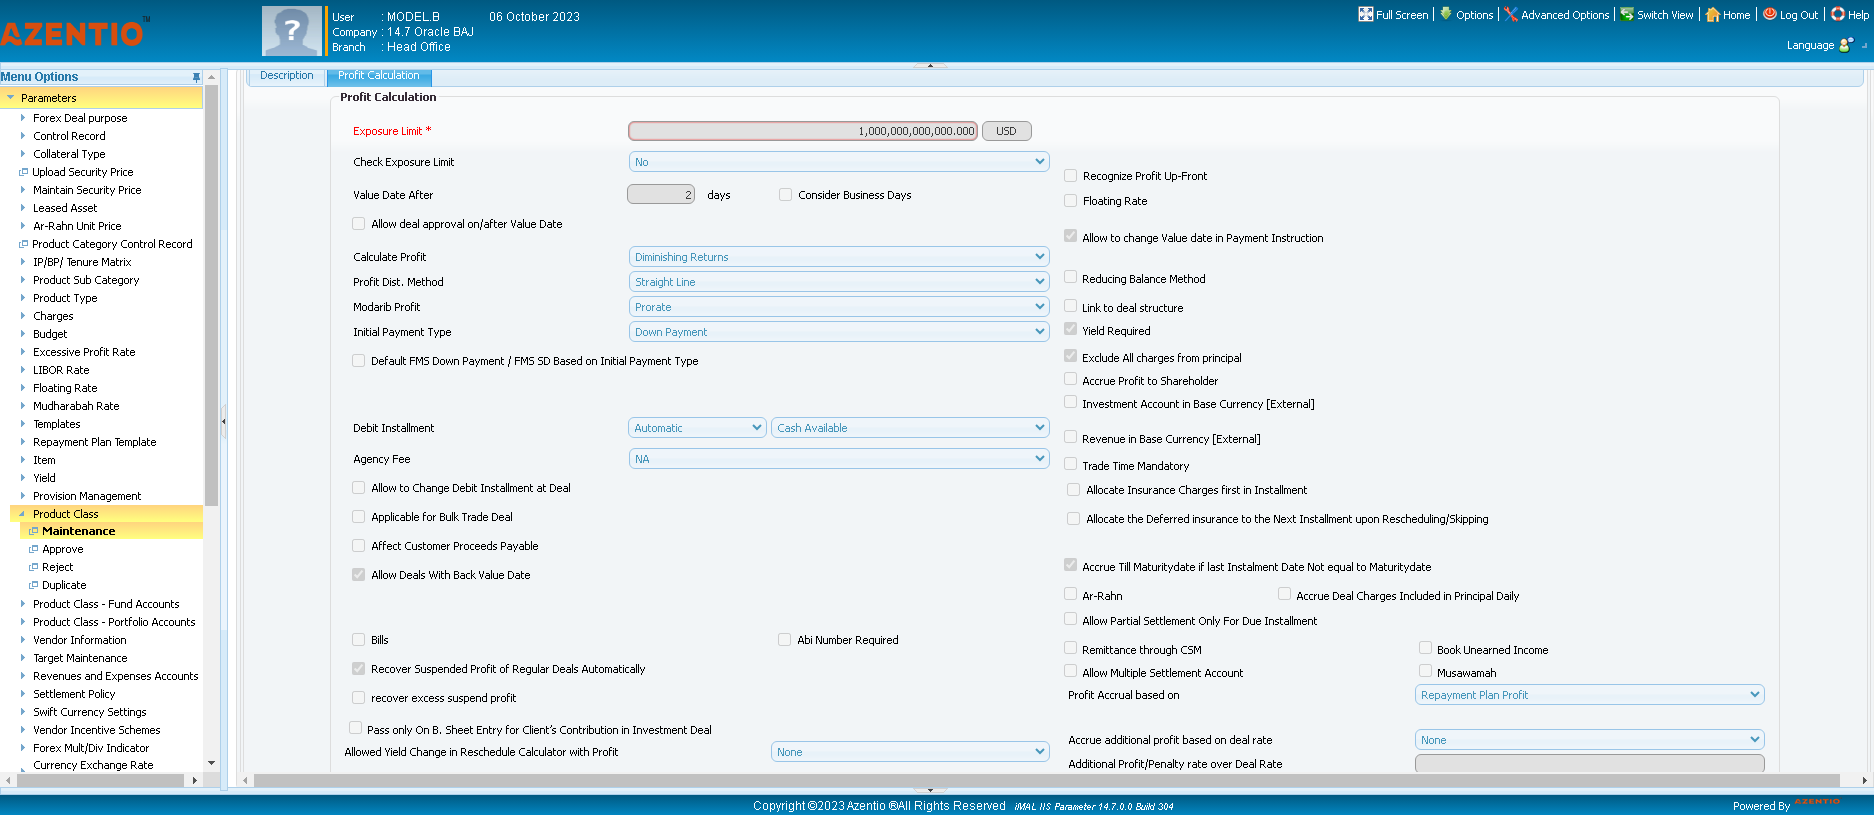 AZENTIO™
User : MODEL.B 06 October 2023
Company : 14.7 Oracle BAJ
Branch : Head Office
Full Screen Options Advanced Options Switch View Home Log Out Help
Language
Menu Options
Parameters
Forex Deal purpose
Control Record
Collateral Type
Upload Security Price
Maintain Security Price
Leased Asset
Ar-Rahn Unit Price
Product Category Control Record
IP/BP/ Tenure Matrix
Product Sub Category
Product Type
Charges
Budget
Excessive Profit Rate
LIBOR Rate
Floating Rate
Mudharabah Rate
Templates
Repayment Plan Template
Item
Yield
Provision Management
Product Class
Maintenance
Approve
Reject
Duplicate
Product Class - Fund Accounts
Product Class - Portfolio Accounts
Vendor Information
Target Maintenance
Revenues and Expenses Accounts
Settlement Policy
Swift Currency Settings
Vendor Incentive Schemes
Forex Mult/Div Indicator
Currency Exchange Rate
Description Profit Calculation
Profit Calculation
Exposure Limit * 1,000,000,000,000.000 USD
Check Exposure Limit No
Value Date After 2 days Consider Business Days
Allow deal approval on/after Value Date
Calculate Profit Diminishing Returns
Profit Dist. Method Straight Line
Modarib Profit Prorate
Initial Payment Type Down Payment
Default FMS Down Payment / FMS SD Based on Initial Payment Type
Debit Installment Automatic Cash Available
Agency Fee NA
Allow to Change Debit Installment at Deal
Applicable for Bulk Trade Deal
Affect Customer Proceeds Payable
Allow Deals With Back Value Date
Bills Abi Number Required
Recover Suspended Profit of Regular Deals Automatically
recover excess suspend profit
Pass only On B. Sheet Entry for Client's Contribution in Investment Deal
Allowed Yield Change in Reschedule Calculator with Profit None
Recognize Profit Up-Front
Floating Rate
Allow to change Value date in Payment Instruction
Reducing Balance Method
Link to deal structure
Yield Required
Exclude All charges from principal
Accrue Profit to Shareholder
Investment Account in Base Currency [External]
Revenue in Base Currency [External]
Trade Time Mandatory
Allocate Insurance Charges first in Installment
Allocate the Deferred insurance to the Next Installment upon Rescheduling/Skipping
Accrue Till Maturitydate if last Instalment Date Not equal to Maturitydate
Ar-Rahn Accrue Deal Charges Included in Principal Daily
Allow Partial Settlement Only For Due Installment
Remittance through CSM Book Unearned Income
Allow Multiple Settlement Account Musawamah
Profit Accrual based on Repayment Plan Profit
Accrue additional profit based on deal rate None
Additional Profit/Penalty rate over Deal Rate
Copyright ©2023 Azentio ®All Rights Reserved iMAL IIS Parameter 14.7.0.0 Build 304
Powered By AZENTIO